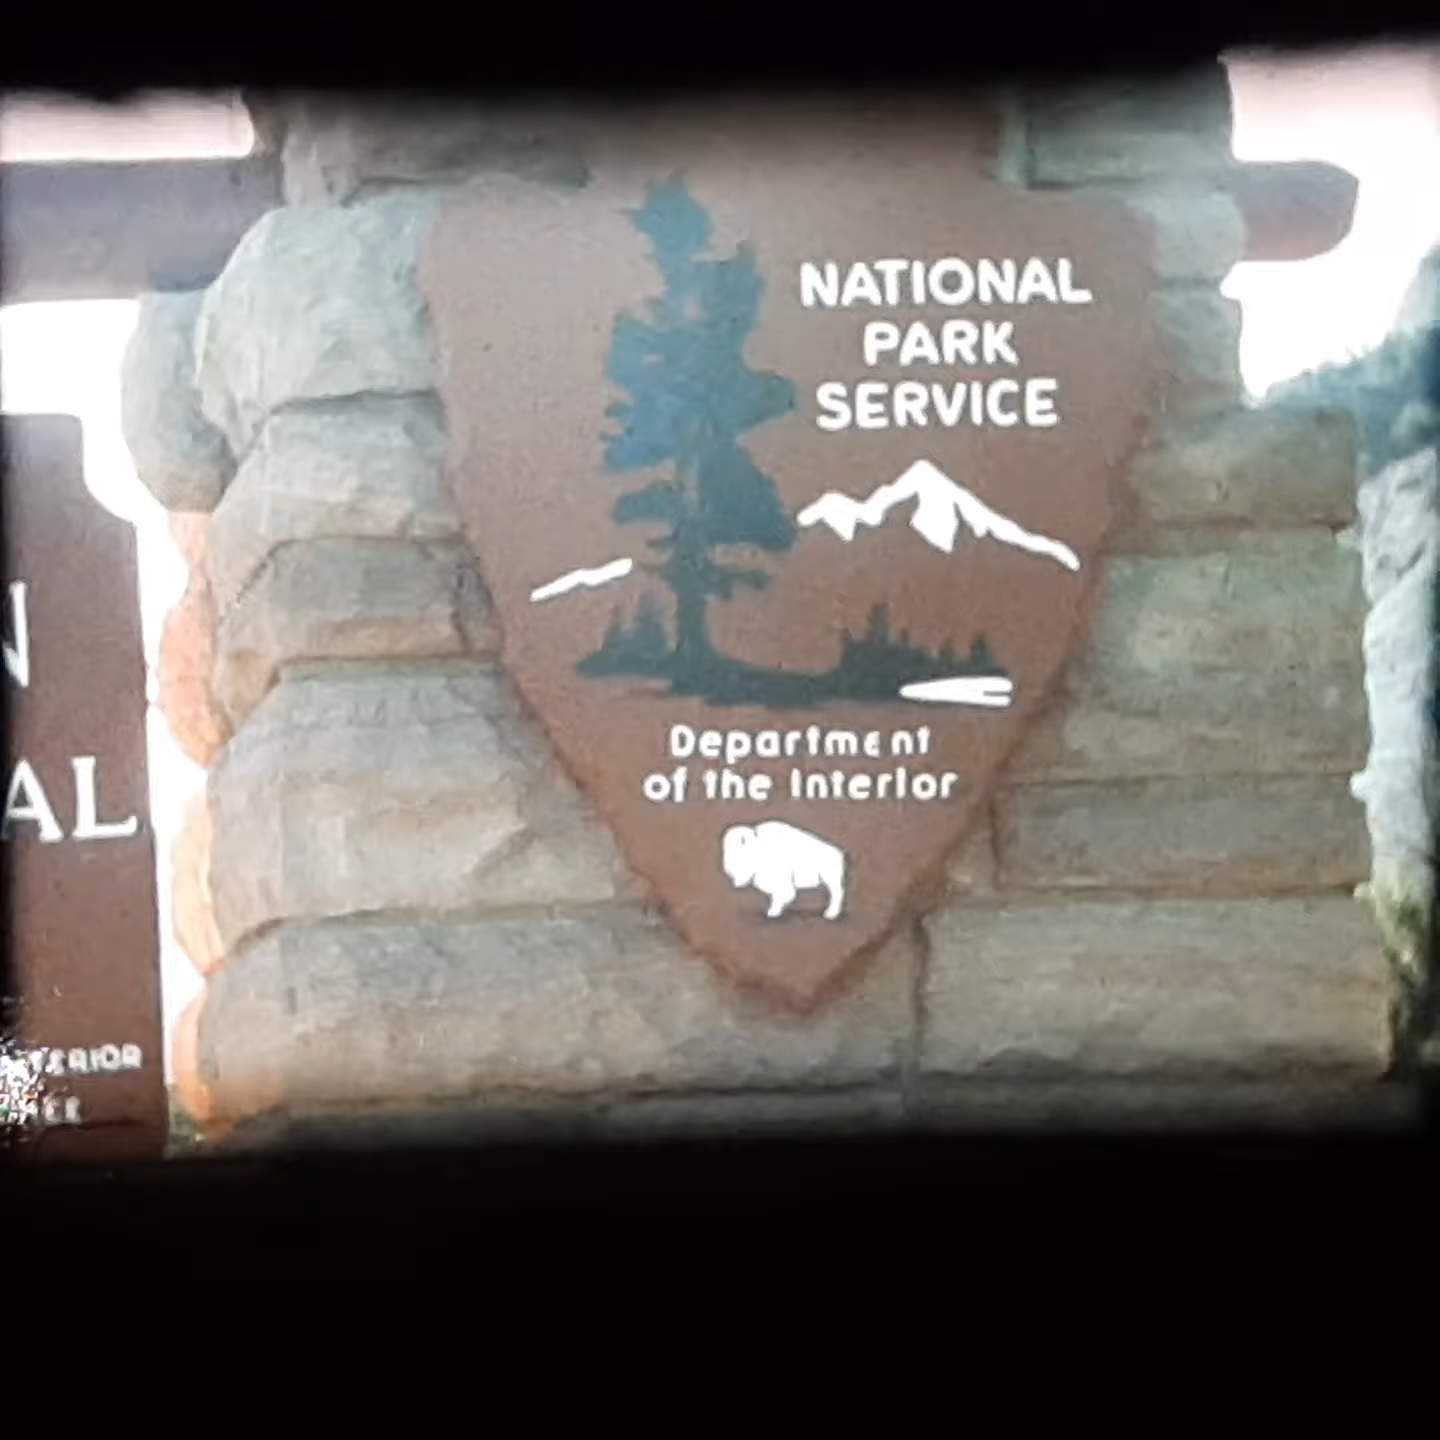 NATIONAL
PARK
SERVICE
Department
of the Interior
AL